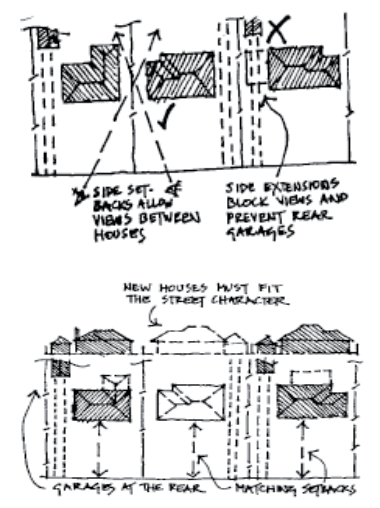 SIDE SET-
BACKS ALLOW
VIEWS BETWEEN
HOUSES
SIDE EXTENSIONS
BLOCK VIEWS AND
PREVENT REAR
GARAGES
NEW HOUSES MUST FIT
THE STREET CHARACTER
GARAGES AT THE REAR
MATCHING SETBACKS